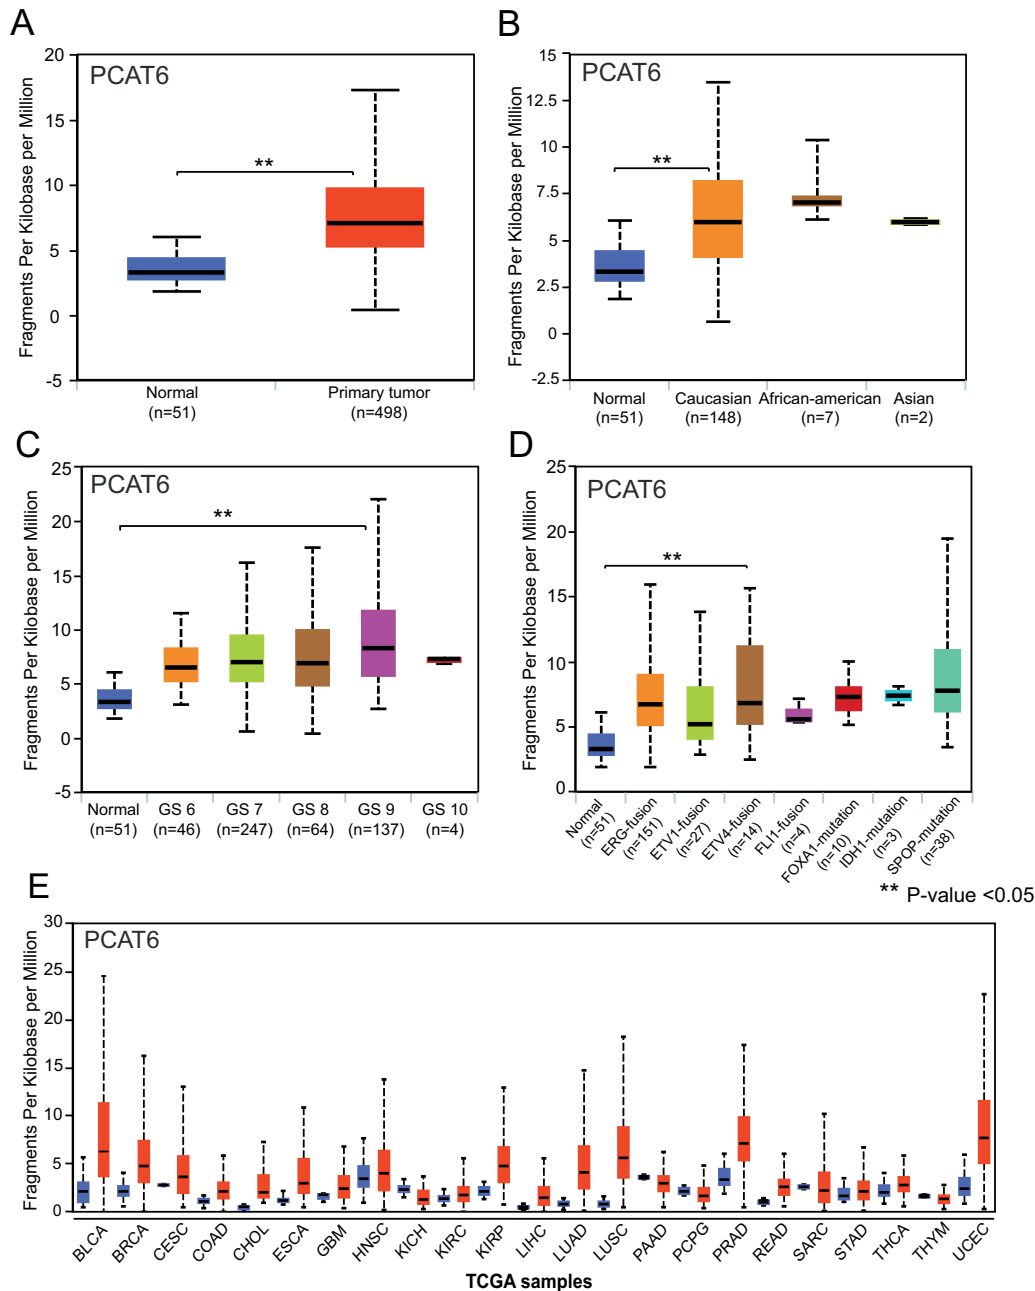 A
PCAT6
Fragments Per Kilobase per Million
20
15
10
5
0
-5
**
Normal
(n=51)
Primary tumor
(n=498)
B
PCAT6
Fragments Per Kilobase per Million
15
12.5
10
7.5
5
2.5
0
-2.5
**
Normal
(n=51)
Caucasian
(n=148)
African-american
(n=7)
Asian
(n=2)
C
PCAT6
Fragments Per Kilobase per Million
25
20
15
10
5
0
-5
**
Normal
(n=51)
GS 6
(n=46)
GS 7
(n=247)
GS 8
(n=64)
GS 9
(n=137)
GS 10
(n=4)
D
PCAT6
Fragments Per Kilobase per Million
25
20
15
10
5
0
**
Normal
(n=51)
ERG-fusion
(n=151)
ETV1-fusion
(n=27)
ETV4-fusion
(n=14)
FLI1-fusion
(n=4)
FOXA1-mutation
(n=10)
IDH1-mutation
(n=3)
SPOP-mutation
(n=38)
** P-value <0.05
E
PCAT6
Fragments Per Kilobase per Million
30
25
20
15
10
5
0
BLCA
BRCA
CESC
COAD
CHOL
ESCA
GBM
HNSC
KICH
KIRC
KIRP
LIHC
LUAD
LUSC
PAAD
PCPG
PRAD
READ
SARC
STAD
THCA
THYM
UCEC
TCGA samples